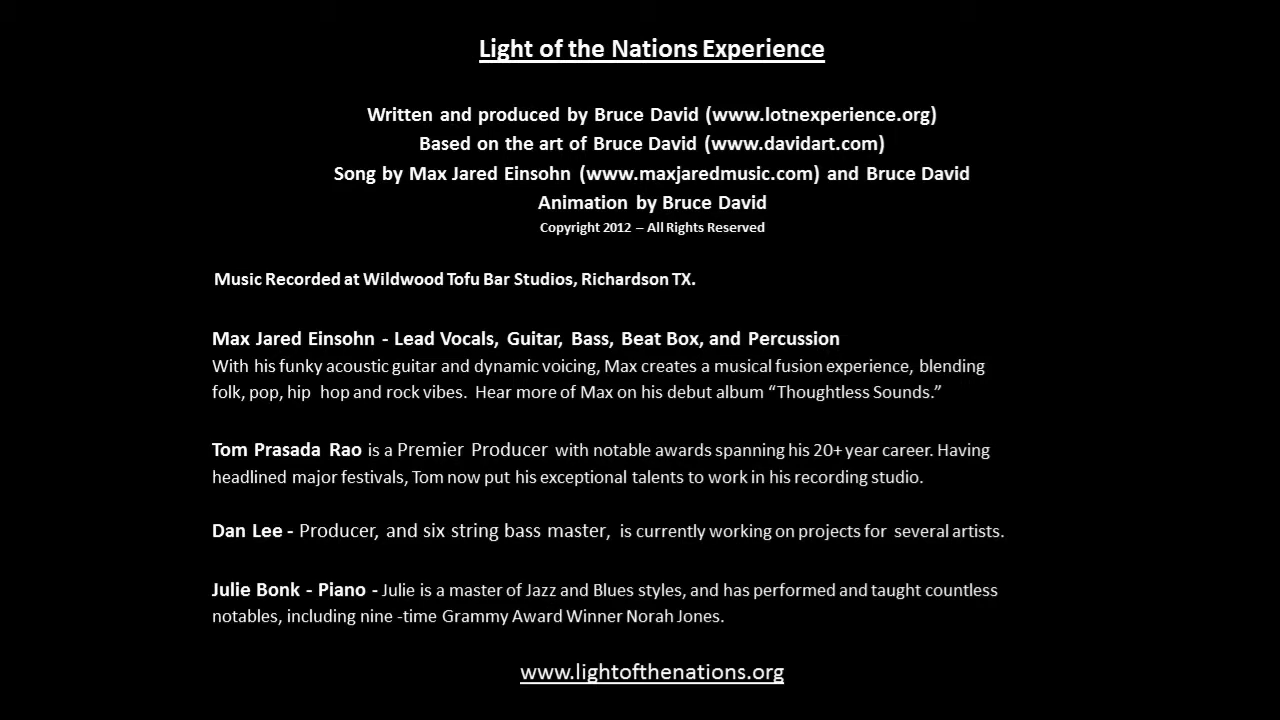 Light of the Nations Experience
Written and produced by Bruce David (www.lotnexperience.org)
Based on the art of Bruce David (www.davidart.com)
Song by Max Jared Einsohn (www.maxjaredmusic.com) and Bruce David
Animation by Bruce David
Copyright 2012 – All Rights Reserved
Music Recorded at Wildwood Tofu Bar Studios, Richardson TX.
Max Jared Einsohn - Lead Vocals, Guitar, Bass, Beat Box, and Percussion
With his funky acoustic guitar and dynamic voicing, Max creates a musical fusion experience, blending
folk, pop, hip hop and rock vibes. Hear more of Max on his debut album “Thoughtless Sounds.”
Tom Prasada Rao is a Premier Producer with notable awards spanning his 20+ year career. Having
headlined major festivals, Tom now put his exceptional talents to work in his recording studio.
Dan Lee - Producer, and six string bass master, is currently working on projects for several artists.
Julie Bonk - Piano - Julie is a master of Jazz and Blues styles, and has performed and taught countless
notables, including nine -time Grammy Award Winner Norah Jones.
www.lightofthenations.org